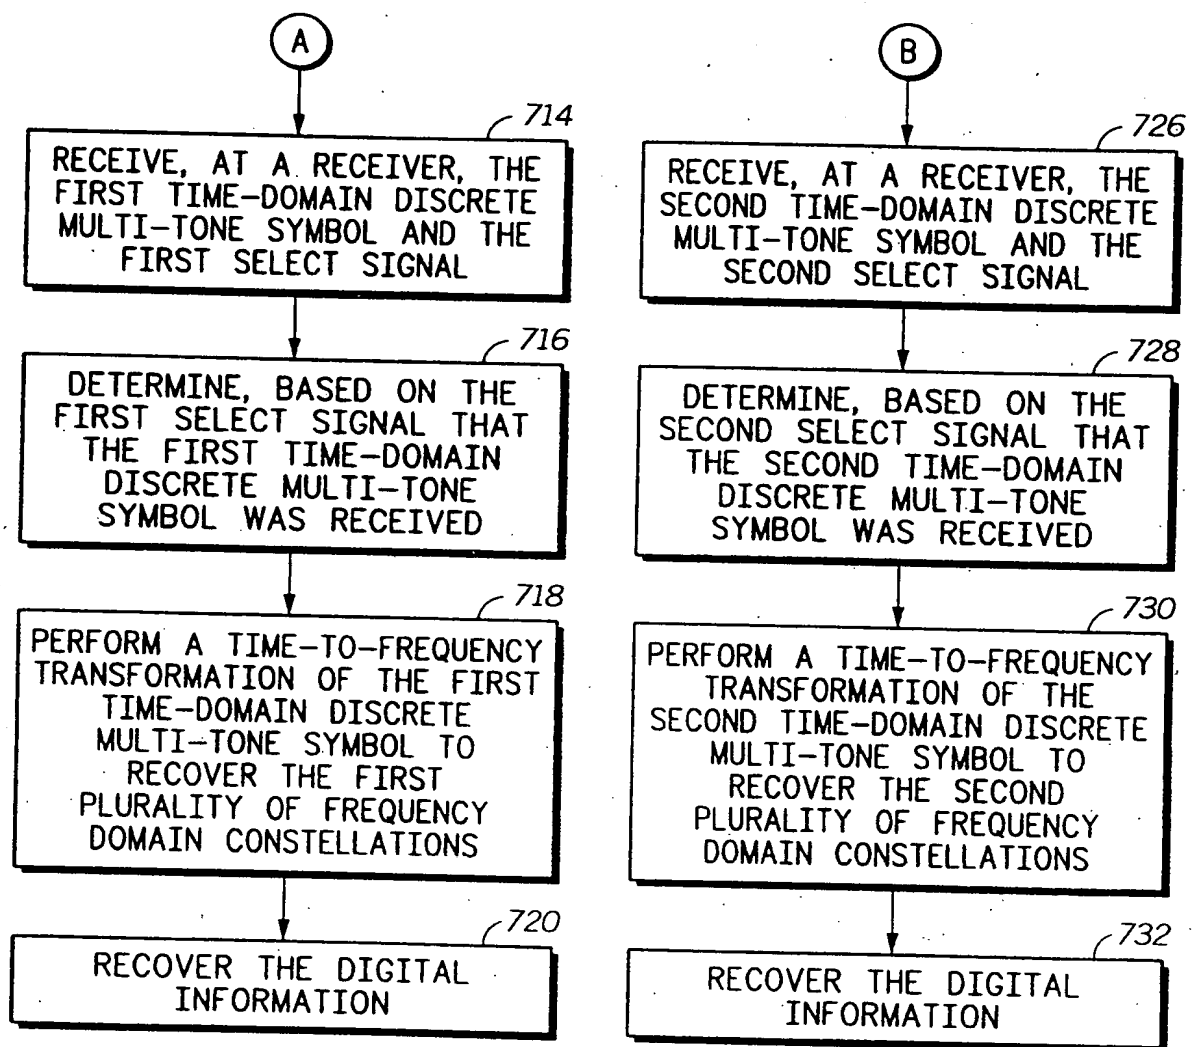 A
714
RECEIVE, AT A RECEIVER, THE
FIRST TIME-DOMAIN DISCRETE
MULTI-TONE SYMBOL AND THE
FIRST SELECT SIGNAL
716
DETERMINE, BASED ON THE
FIRST SELECT SIGNAL THAT
THE FIRST TIME-DOMAIN
DISCRETE MULTI-TONE
SYMBOL WAS RECEIVED
718
PERFORM A TIME-TO-FREQUENCY
TRANSFORMATION OF THE FIRST
TIME-DOMAIN DISCRETE
MULTI-TONE SYMBOL TO
RECOVER THE FIRST
PLURALITY OF FREQUENCY
DOMAIN CONSTELLATIONS
720
RECOVER THE DIGITAL
INFORMATION
B
726
RECEIVE, AT A RECEIVER, THE
SECOND TIME-DOMAIN DISCRETE
MULTI-TONE SYMBOL AND THE
SECOND SELECT SIGNAL
728
DETERMINE, BASED ON THE
SECOND SELECT SIGNAL THAT
THE SECOND TIME-DOMAIN
DISCRETE MULTI-TONE
SYMBOL WAS RECEIVED
730
PERFORM A TIME-TO-FREQUENCY
TRANSFORMATION OF THE
SECOND TIME-DOMAIN DISCRETE
MULTI-TONE SYMBOL TO
RECOVER THE SECOND
PLURALITY OF FREQUENCY
DOMAIN CONSTELLATIONS
732
RECOVER THE DIGITAL
INFORMATION